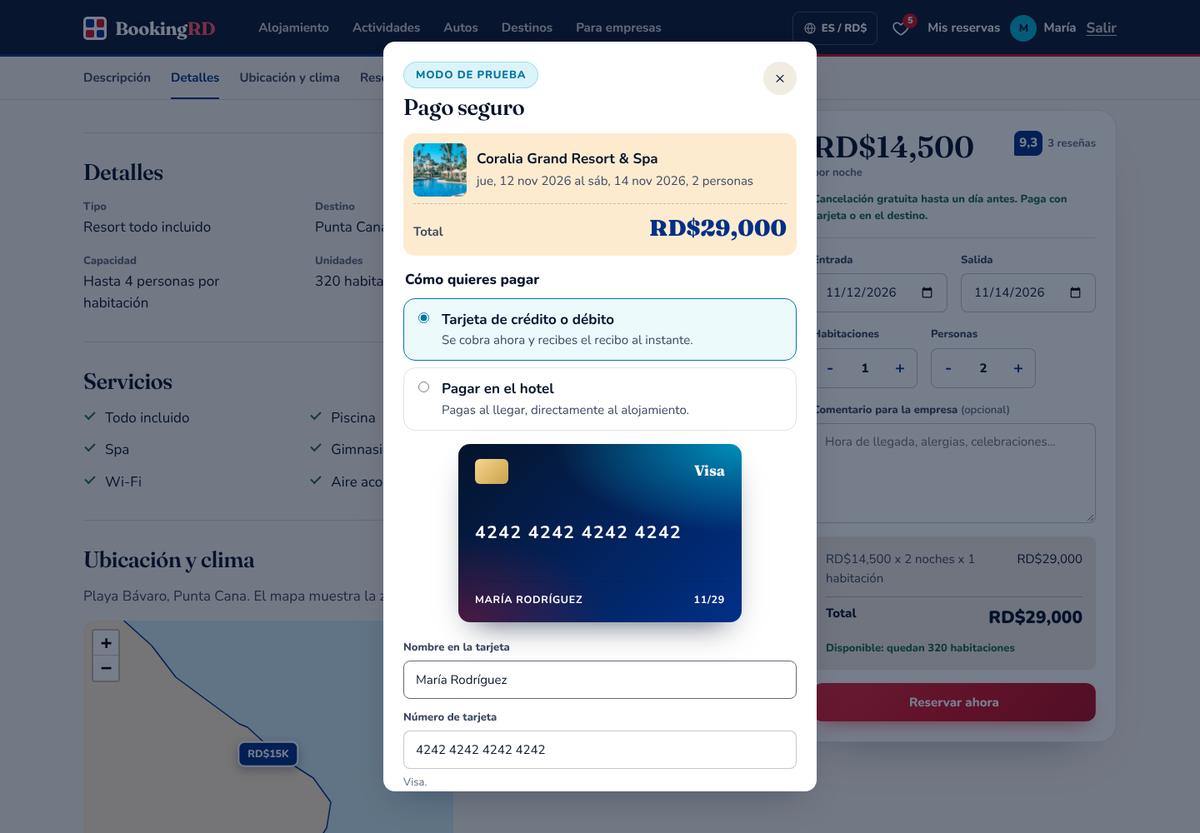 BookingRD
Alojamiento
Actividades
Autos
Destinos
Para empresas
ES / RD$
5
Mis reservas
M
María
Salir
Descripción
Detalles
Ubicación y clima
MODO DE PRUEBA
×
Pago seguro
Coralia Grand Resort & Spa
jue, 12 nov 2026 al sáb, 14 nov 2026, 2 personas
Total
RD$29,000
Cómo quieres pagar
Tarjeta de crédito o débito
Se cobra ahora y recibes el recibo al instante.
Pagar en el hotel
Pagas al llegar, directamente al alojamiento.
Visa
4242 4242 4242 4242
MARÍA RODRÍGUEZ
11/29
Nombre en la tarjeta
María Rodríguez
Número de tarjeta
4242 4242 4242 4242
Visa.
Detalles
Tipo
Resort todo incluido
Destino
Punta Cana
Capacidad
Hasta 4 personas por
habitación
Unidades
320
Servicios
Todo incluido
Piscina
Spa
Wi-Fi
Aire
Ubicación y clima
Playa Bávaro, Punta Cana. El mapa muestra la
+
−
RD$15K
RD$14,500
por noche
9,3
3 reseñas
Cancelación gratuita hasta un día antes. Paga con
tarjeta o en el destino.
Entrada
Salida
11/12/2026
11/14/2026
Habitaciones
Personas
- 1 +
- 2 +
Comentario para la empresa (opcional)
Hora de llegada, alergias, celebraciones...
RD$14,500 x 2 noches x 1
habitación
RD$29,000
Total
RD$29,000
Disponible: quedan 320 habitaciones
Reservar ahora